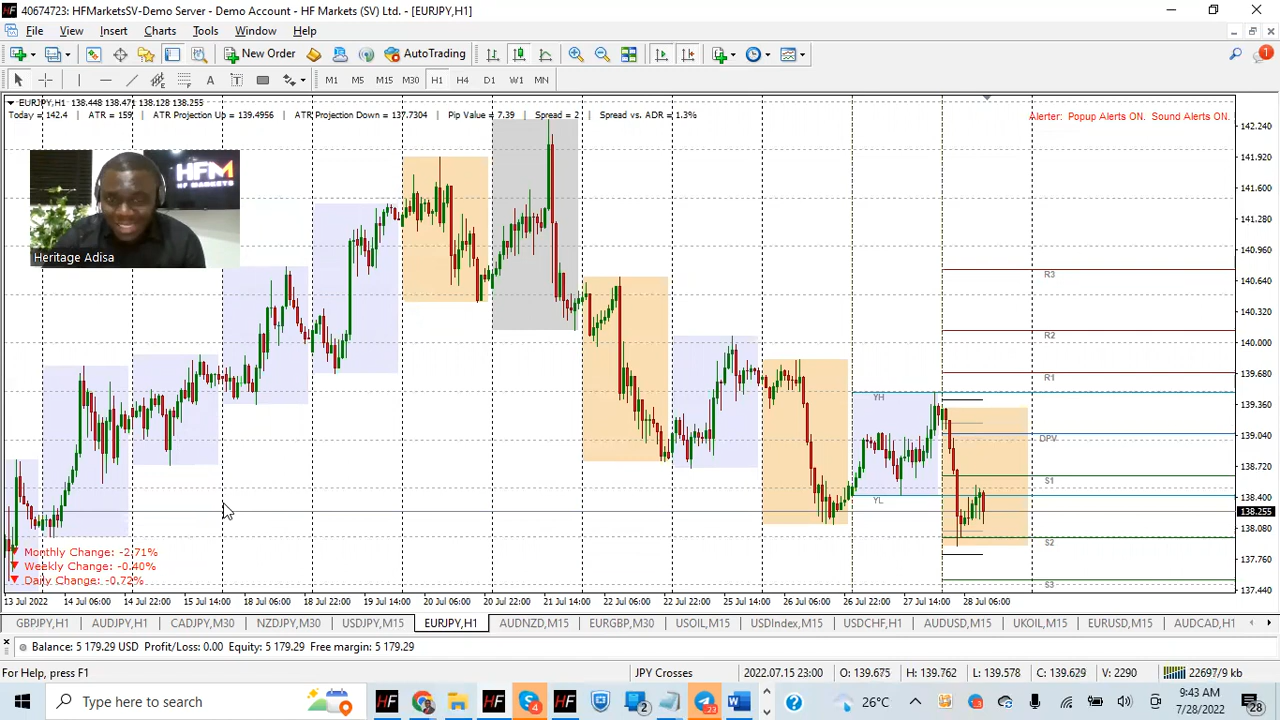 40674723: HFMarketsSV-Demo Server - Demo Account - HF Markets (SV) Ltd. - [EURJPY,H1]
File View Insert Charts Tools Window Help
New Order AutoTrading 1
A T M1 M5 M15 M30 H1 H4 D1 W1 MN
EURJPY,H1 138.448 138.471 138.128 138.255
Today = 142.4 | ATR = 159 | ATR Projection Up = 139.4956 | ATR Projection Down = 137.7304 | Pip Value = 7.39 | Spread = 2 | Spread vs. ADR = 1.3%
Alerter: Popup Alerts ON. Sound Alerts ON.
HFM
HF MARKETS
Heritage Adisa
142.240
141.920
141.600
141.280
140.960
140.640
140.320
140.000
139.680
139.360
139.040
138.720
138.400
138.255
138.080
137.760
137.440
R3
R2
R1
YH
DPV
S1
YL
S2
S3
Monthly Change: -2.71%
Weekly Change: -0.40%
Daily Change: -0.72%
13 Jul 2022 14 Jul 06:00 14 Jul 22:00 15 Jul 14:00 18 Jul 06:00 18 Jul 22:00 19 Jul 14:00 20 Jul 06:00 20 Jul 22:00 21 Jul 14:00 22 Jul 06:00 22 Jul 22:00 25 Jul 14:00 26 Jul 06:00 26 Jul 22:00 27 Jul 14:00 28 Jul 06:00
GBPJPY,H1 AUDJPY,H1 CADJPY,M30 NZDJPY,M30 USDJPY,M15 EURJPY,H1 AUDNZD,M15 EURGBP,M30 USOIL,M15 USDIndex,M15 USDCHF,H1 AUDUSD,M15 UKOIL,M15 EURUSD,M15 AUDCAD,H1
Balance: 5 179.29 USD Profit/Loss: 0.00 Equity: 5 179.29 Free margin: 5 179.29
For Help, press F1 JPY Crosses 2022.07.15 23:00 O: 139.675 H: 139.762 L: 139.578 C: 139.629 V: 2290 22697/9 kb
Type here to search 26°C 9:43 AM
7/28/2022 28